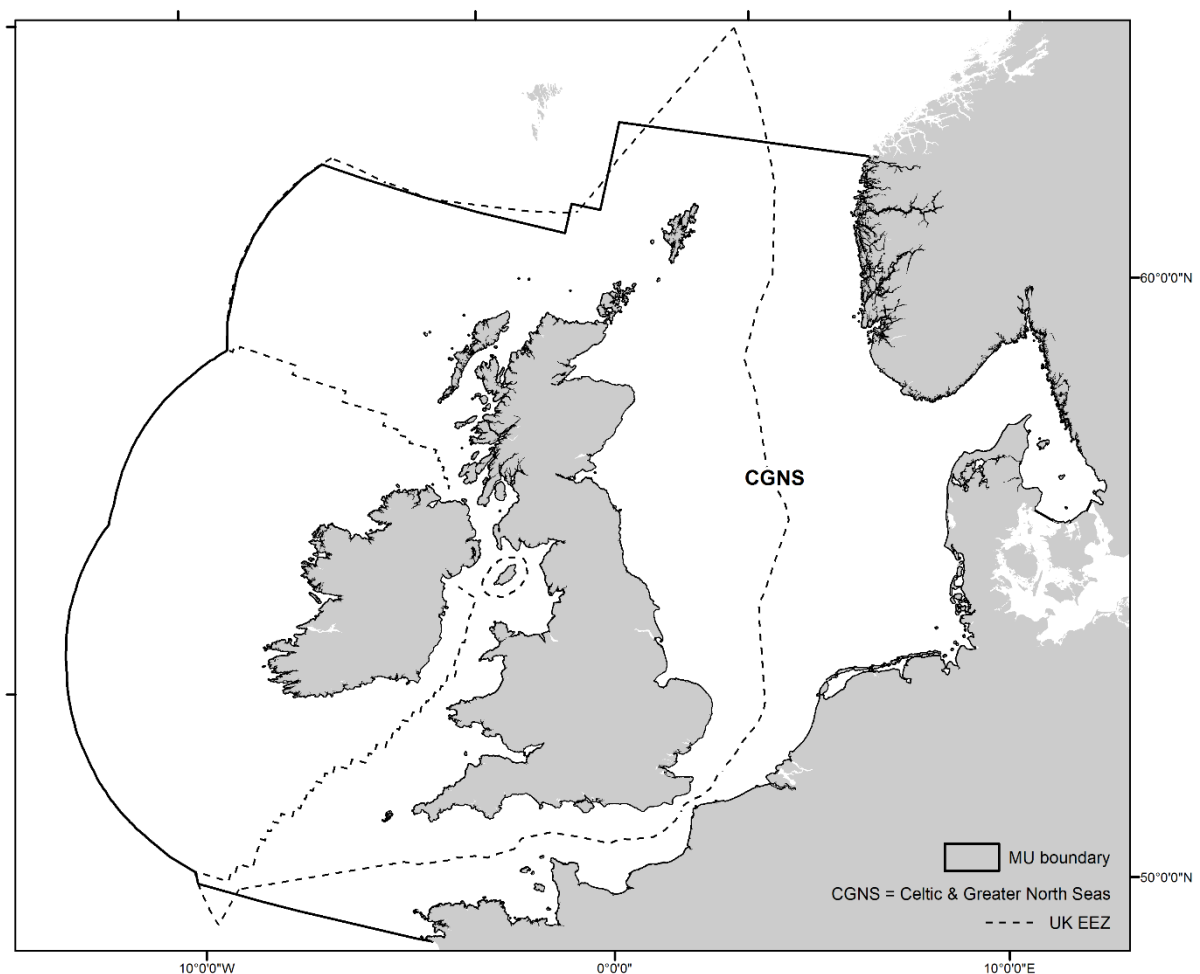 60°0'0"N
CGNS
MU boundary
CGNS = Celtic & Greater North Seas
50°0'0"N
UK EEZ
10°0'0"W
0°0'0"
10°0'0"E